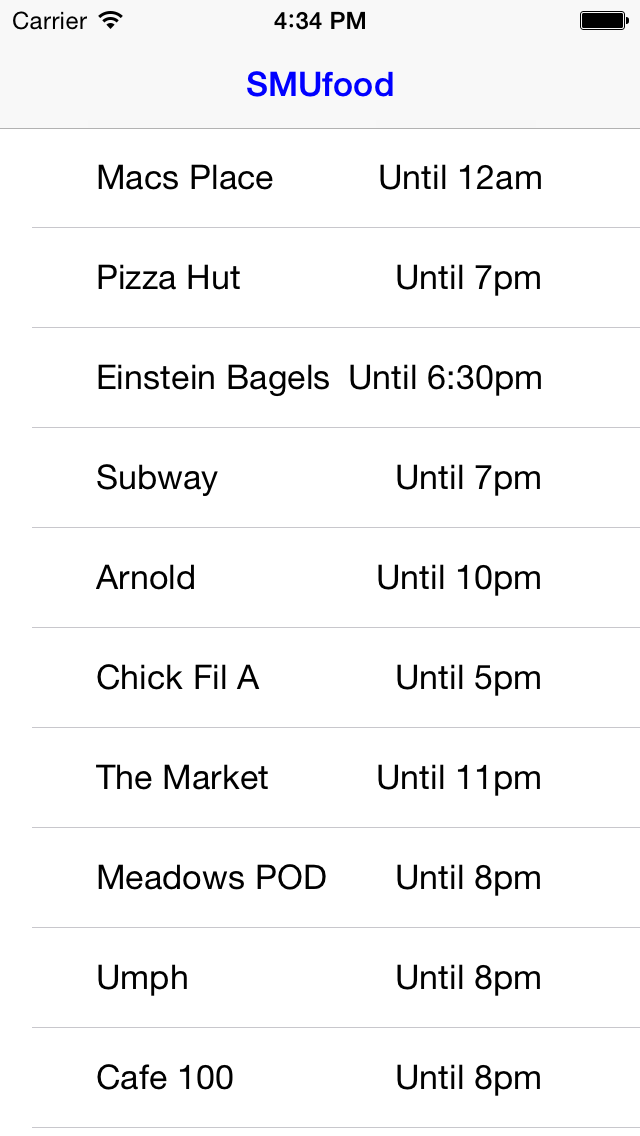 Carrier 4:34 PM
SMUfood
Macs Place Until 12am
Pizza Hut Until 7pm
Einstein Bagels Until 6:30pm
Subway Until 7pm
Arnold Until 10pm
Chick Fil A Until 5pm
The Market Until 11pm
Meadows POD Until 8pm
Umph Until 8pm
Cafe 100 Until 8pm